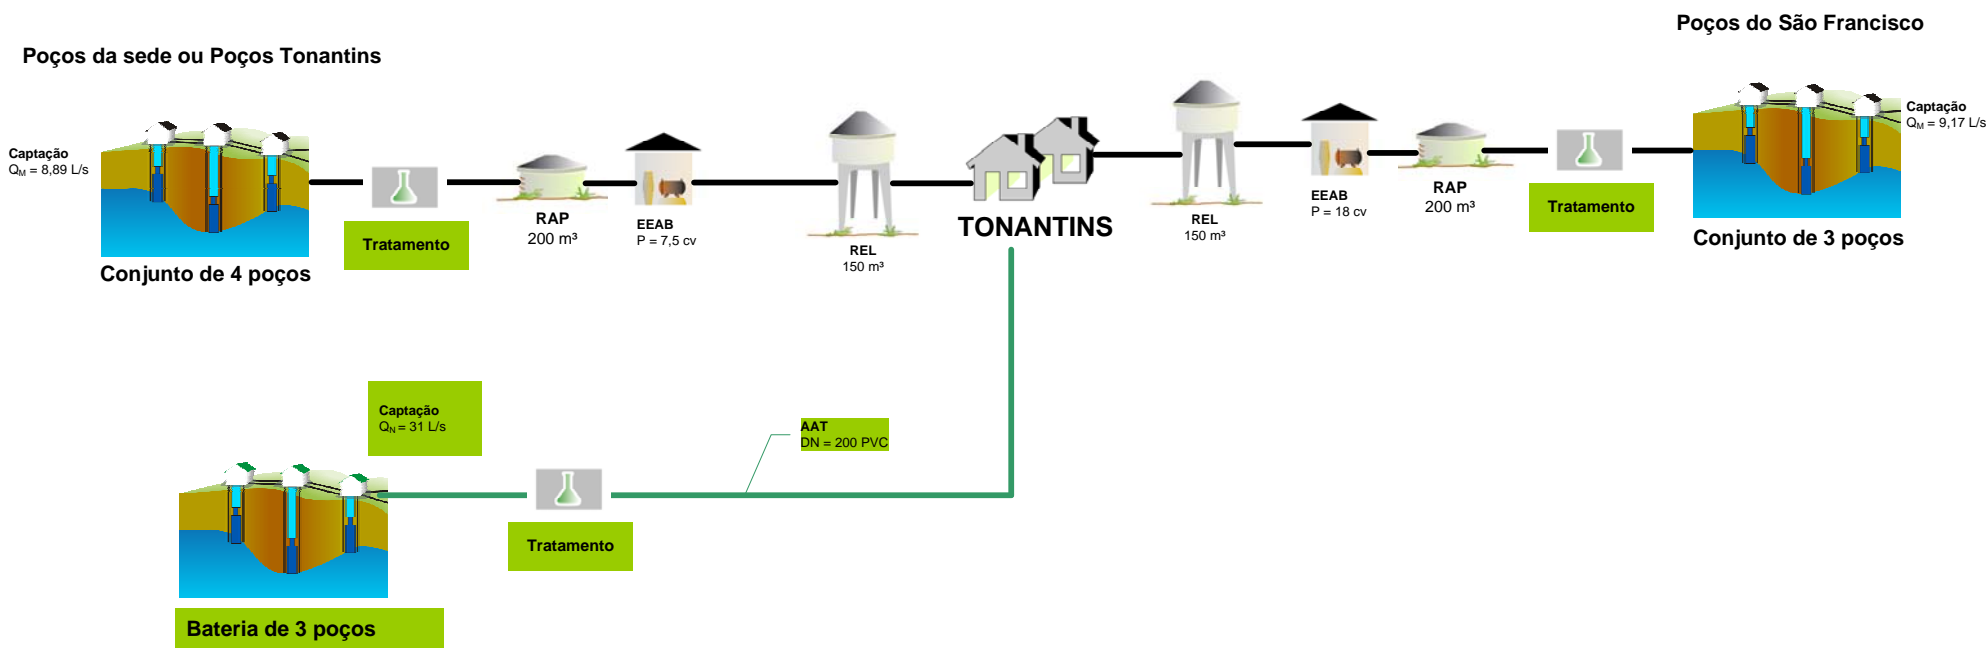 Poços do São Francisco
Poços da sede ou Poços Tonantins
Captação
Q_M = 8,89 L/s
Conjunto de 4 poços
Tratamento
RAP
200 m³
EEAB
P = 7,5 cv
REL
150 m³
TONANTINS
REL
150 m³
EEAB
P = 18 cv
RAP
200 m³
Tratamento
Captação
Q_M = 9,17 L/s
Conjunto de 3 poços
Captação
Q_N = 31 L/s
AAT
DN = 200 PVC
Tratamento
Bateria de 3 poços